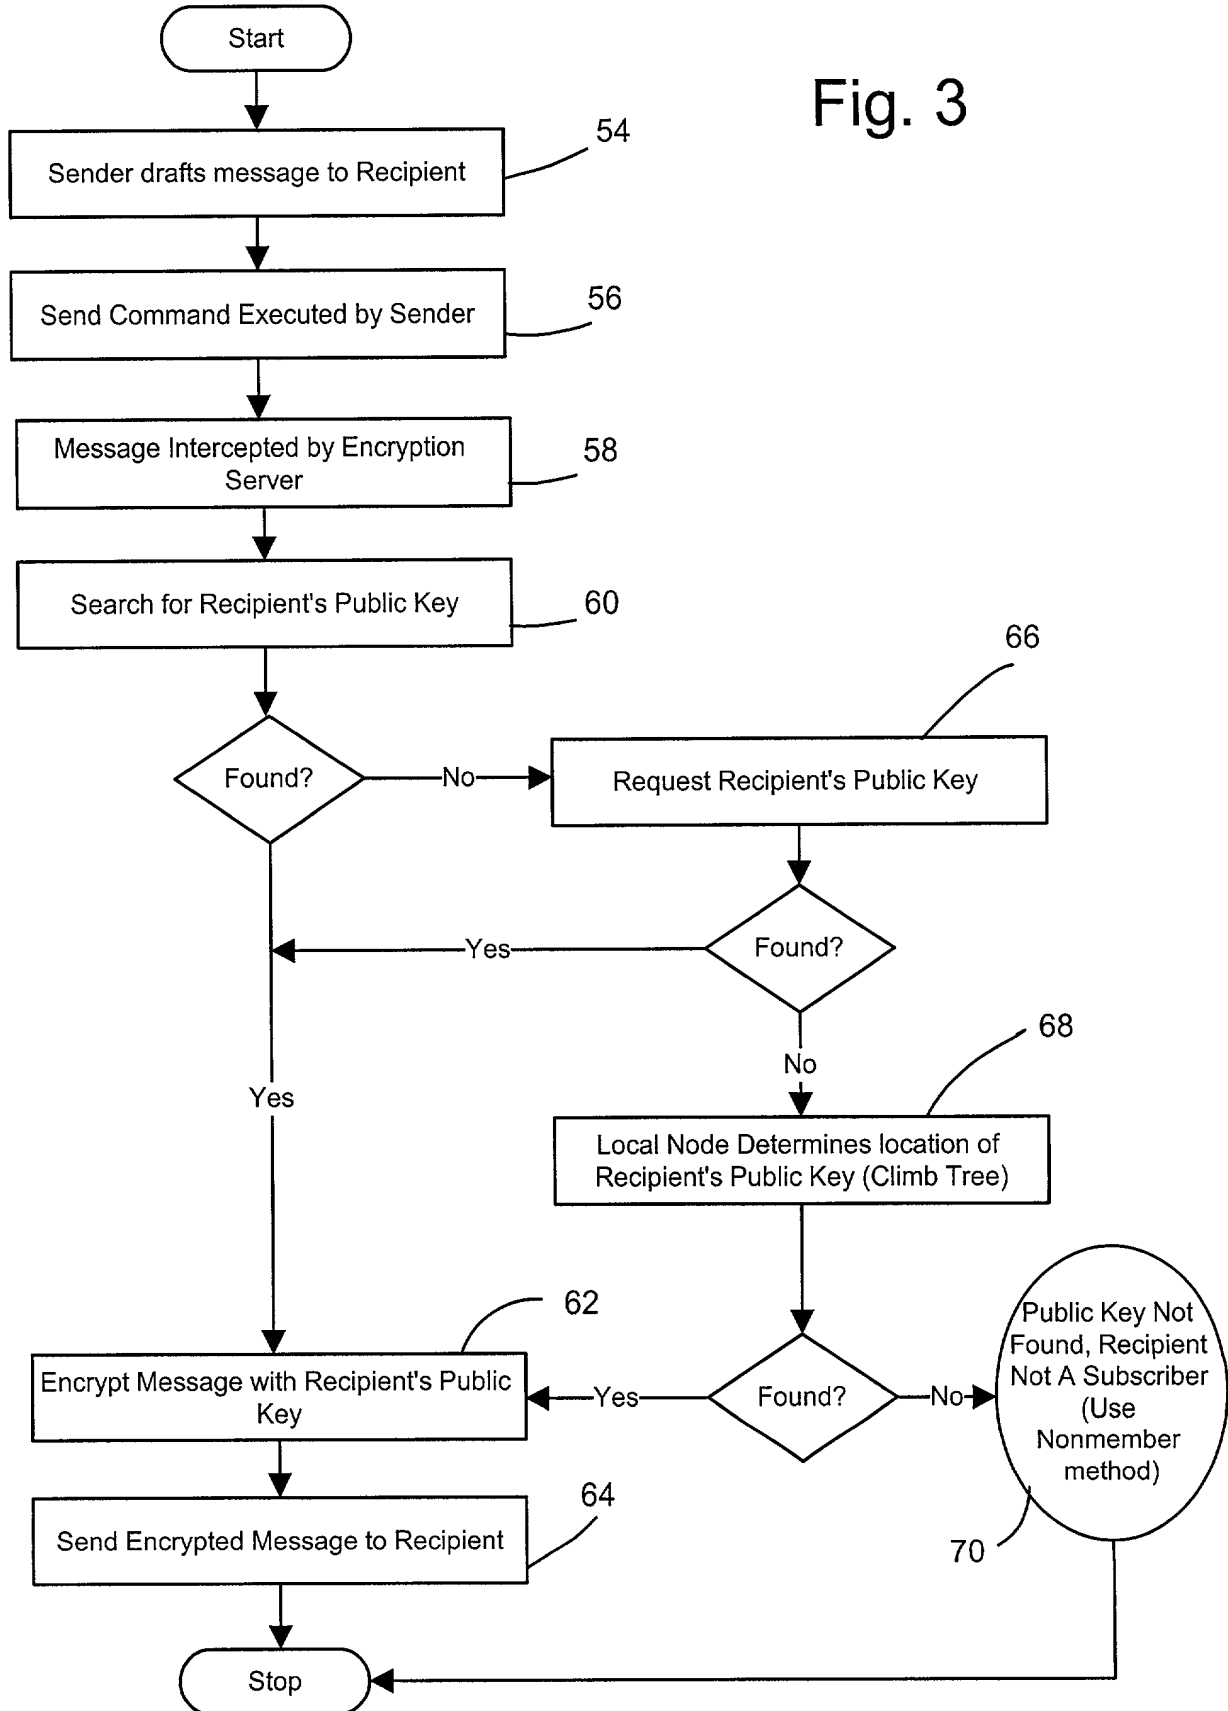 Start
Fig. 3
54
Sender drafts message to Recipient
56
Send Command Executed by Sender
58
Message Intercepted by Encryption
Server
60
Search for Recipient's Public Key
66
Found?
No
Request Recipient's Public Key
Yes
Found?
No
68
Yes
Local Node Determines location of
Recipient's Public Key (Climb Tree)
62
Encrypt Message with Recipient's Public
Key
Yes
Found?
No
Public Key Not
Found, Recipient
Not A Subscriber
(Use
Nonmember
method)
70
64
Send Encrypted Message to Recipient
Stop